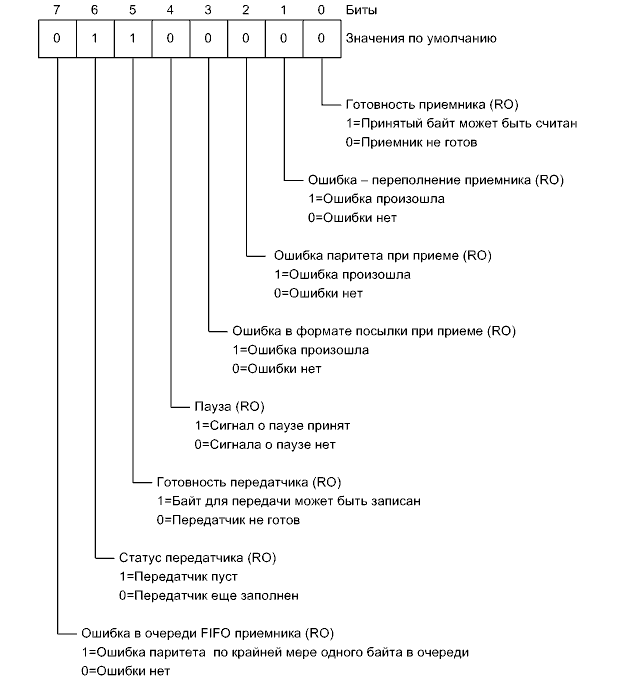 7 6 5 4 3 2 1 0 Биты
0 1 1 0 0 0 0 0 Значения по умолчанию
Готовность приемника (RO)
1=Принятый байт может быть считан
0=Приемник не готов
Ошибка – переполнение приемника (RO)
1=Ошибка произошла
0=Ошибки нет
Ошибка паритета при приеме (RO)
1=Ошибка произошла
0=Ошибки нет
Ошибка в формате посылки при приеме (RO)
1=Ошибка произошла
0=Ошибки нет
Пауза (RO)
1=Сигнал о паузе принят
0=Сигнала о паузе нет
Готовность передатчика (RO)
1=Байт для передачи может быть записан
0=Передатчик не готов
Статус передатчика (RO)
1=Передатчик пуст
0=Передатчик еще заполнен
Ошибка в очереди FIFO приемника (RO)
1=Ошибка паритета по крайней мере одного байта в очереди
0=Ошибки нет